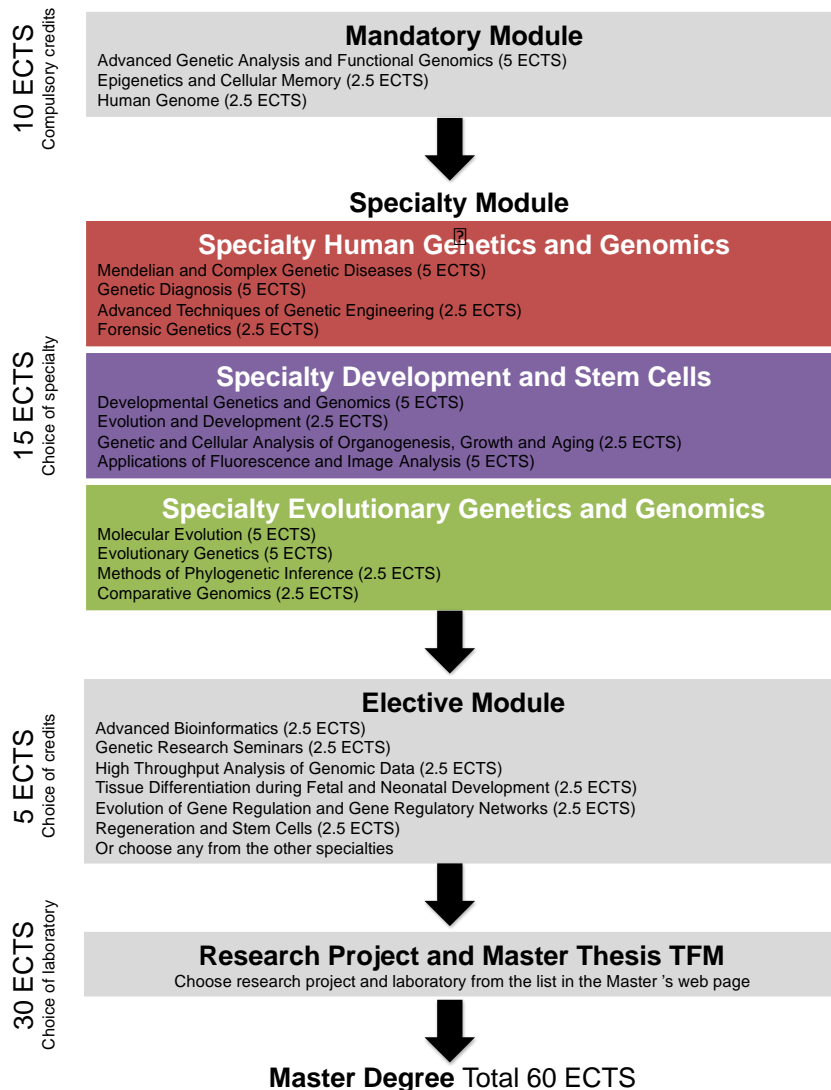 10 ECTS
Compulsory credits
Mandatory Module
Advanced Genetic Analysis and Functional Genomics (5 ECTS)
Epigenetics and Cellular Memory (2.5 ECTS)
Human Genome (2.5 ECTS)
Specialty Module
15 ECTS
Choice of specialty
Specialty Human Genetics and Genomics
Mendelian and Complex Genetic Diseases (5 ECTS)
Genetic Diagnosis (5 ECTS)
Advanced Techniques of Genetic Engineering (2.5 ECTS)
Forensic Genetics (2.5 ECTS)
Specialty Development and Stem Cells
Developmental Genetics and Genomics (5 ECTS)
Evolution and Development (2.5 ECTS)
Genetic and Cellular Analysis of Organogenesis, Growth and Aging (2.5 ECTS)
Applications of Fluorescence and Image Analysis (5 ECTS)
Specialty Evolutionary Genetics and Genomics
Molecular Evolution (5 ECTS)
Evolutionary Genetics (5 ECTS)
Methods of Phylogenetic Inference (2.5 ECTS)
Comparative Genomics (2.5 ECTS)
5 ECTS
Choice of credits
Elective Module
Advanced Bioinformatics (2.5 ECTS)
Genetic Research Seminars (2.5 ECTS)
High Throughput Analysis of Genomic Data (2.5 ECTS)
Tissue Differentiation during Fetal and Neonatal Development (2.5 ECTS)
Evolution of Gene Regulation and Gene Regulatory Networks (2.5 ECTS)
Regeneration and Stem Cells (2.5 ECTS)
Or choose any from the other specialties
30 ECTS
Choice of laboratory
Research Project and Master Thesis TFM
Choose research project and laboratory from the list in the Master 's web page
Master Degree Total 60 ECTS